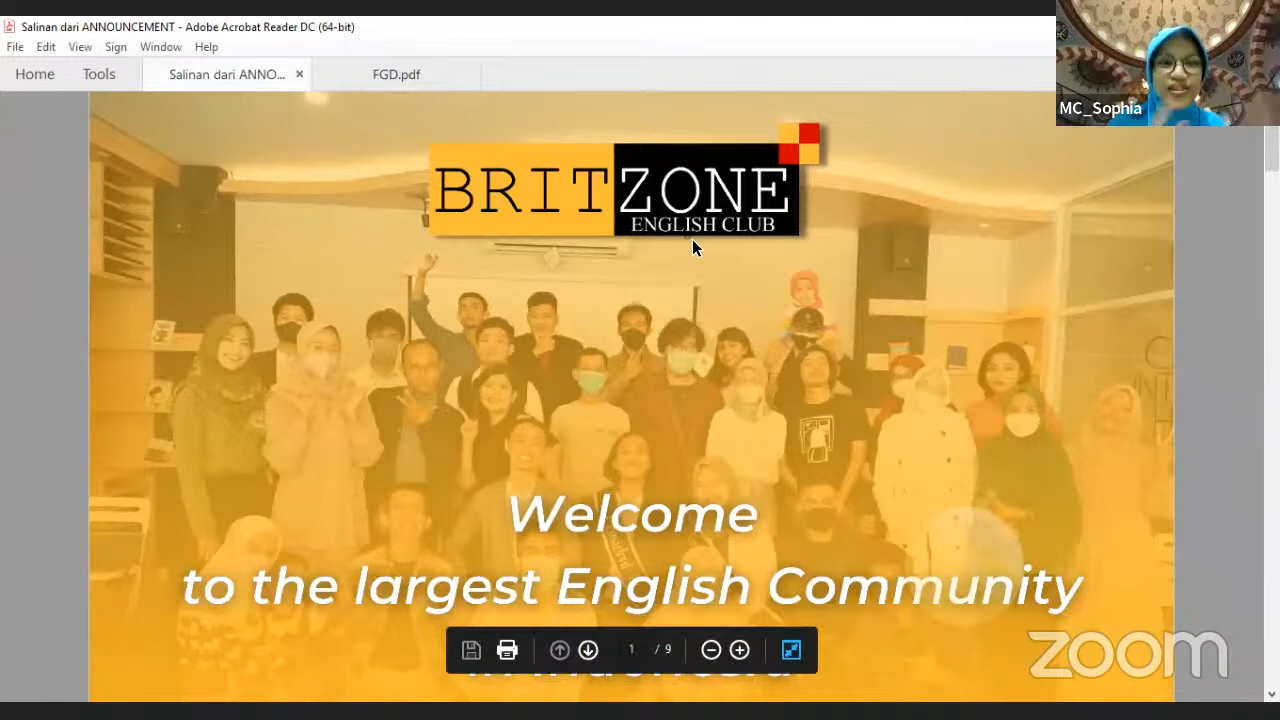 Salinan dari ANNOUNCEMENT - Adobe Acrobat Reader DC (64-bit)
File Edit View Sign Window Help
Home Tools Salinan dari ANNO... × FGD.pdf
MC_Sophia
BRITZONE
ENGLISH CLUB
Welcome
to the largest English Community
1 / 9
zoom